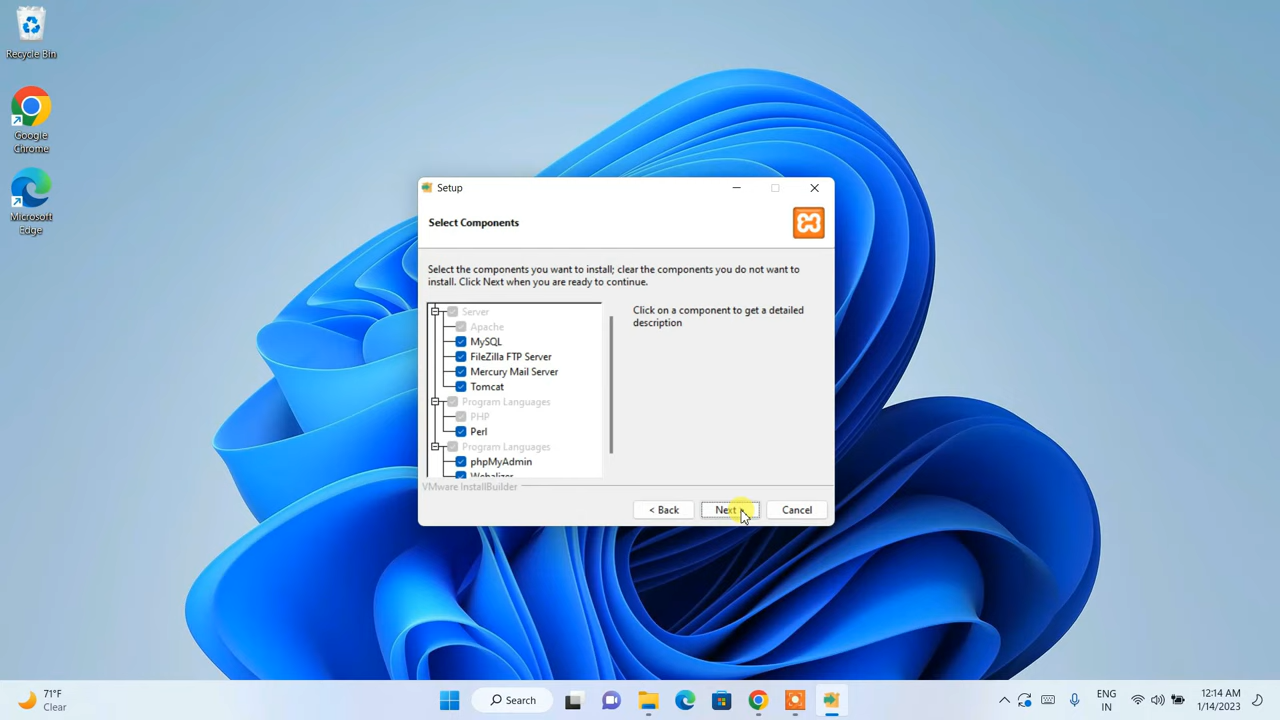 Recycle Bin
Google
Chrome
Microsoft
Edge
Setup
Select Components
Select the components you want to install; clear the components you do not want to
install. Click Next when you are ready to continue.
Server
Apache
MySQL
FileZilla FTP Server
Mercury Mail Server
Tomcat
Program Languages
PHP
Perl
Program Languages
phpMyAdmin
Webalizer
Click on a component to get a detailed
description
VMware InstallBuilder
< Back
Next >
Cancel
71°F
Clear
Search
ENG
IN
12:14 AM
1/14/2023